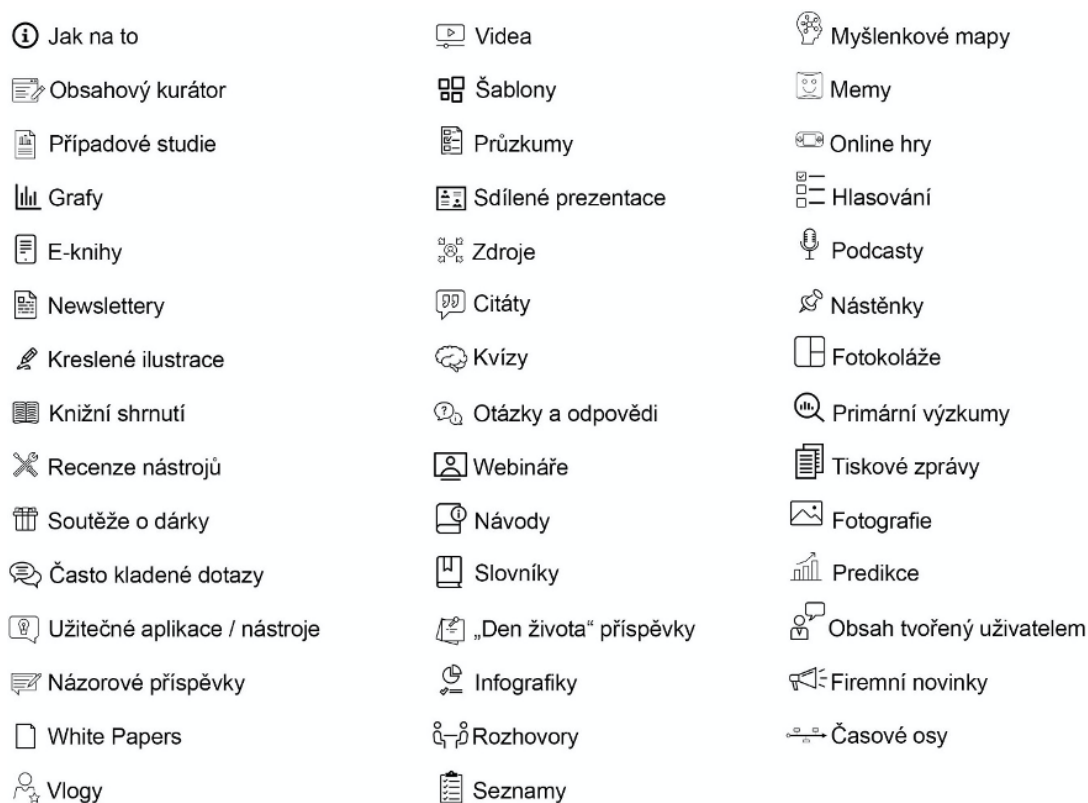 Jak na to
Obsahový kurátor
Případové studie
Grafy
E-knihy
Newslettery
Kreslené ilustrace
Knižní shrnutí
Recenze nástrojů
Soutěže o dárky
Často kladené dotazy
Užitečné aplikace / nástroje
Názorové příspěvky
White Papers
Vlogy
Videa
Šablony
Průzkumy
Sdílené prezentace
Zdroje
Citáty
Kvízy
Otázky a odpovědi
Webináře
Návody
Slovníky
„Den života“ příspěvky
Infografiky
Rozhovory
Seznamy
Myšlenkové mapy
Memy
Online hry
Hlasování
Podcasty
Nástěnky
Fotokoláže
Primární výzkumy
Tiskové zprávy
Fotografie
Predikce
Obsah tvořený uživatelem
Firemní novinky
Časové osy